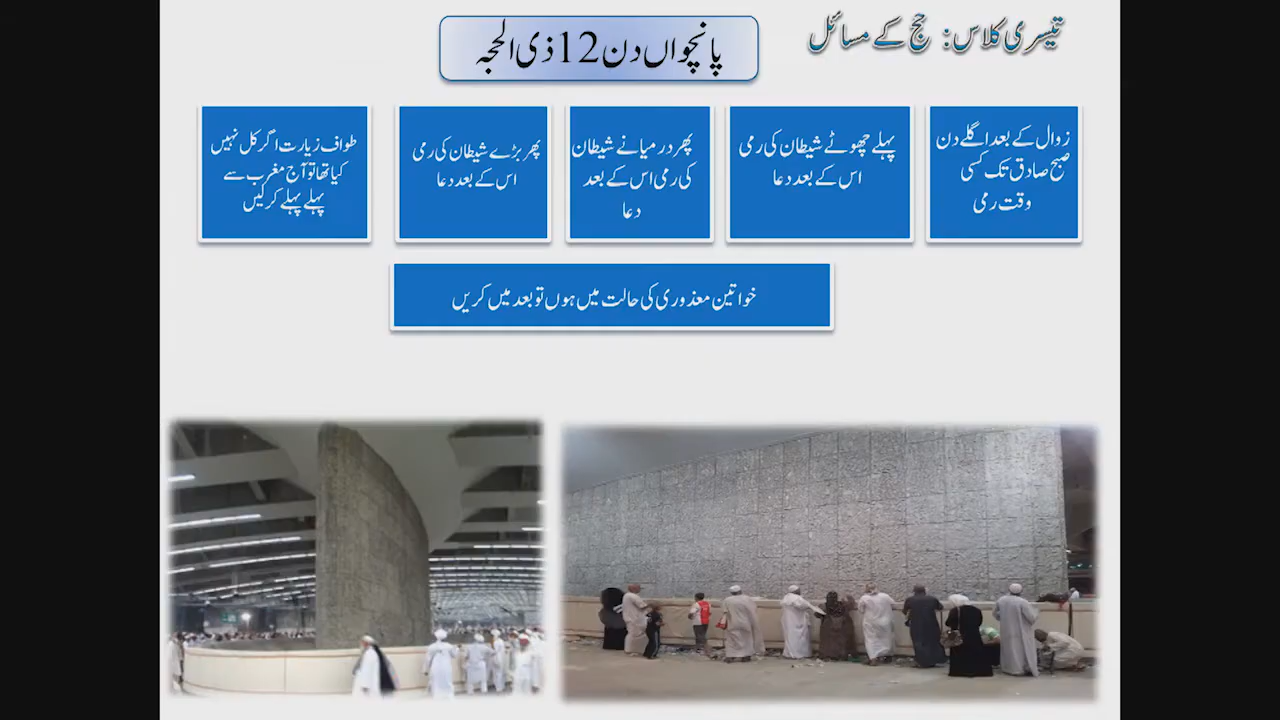 تیسری کلاس: حج کے مسائل
پانچواں دن 12 ذی الحجہ
زوال کے بعد اگلے دن
صبح صادق تک کسی
وقت رمی
پہلے چھوٹے شیطان کی رمی
اس کے بعد دعا
پھر درمیانے شیطان
کی رمی اس کے بعد
دعا
پھر بڑے شیطان کی رمی
اس کے بعد دعا
طواف زیارت اگر کل نہیں
کیا تھا تو آج مغرب سے
پہلے پہلے کر لیں
خواتین معذوری کی حالت میں ہوں تو بعد میں کریں